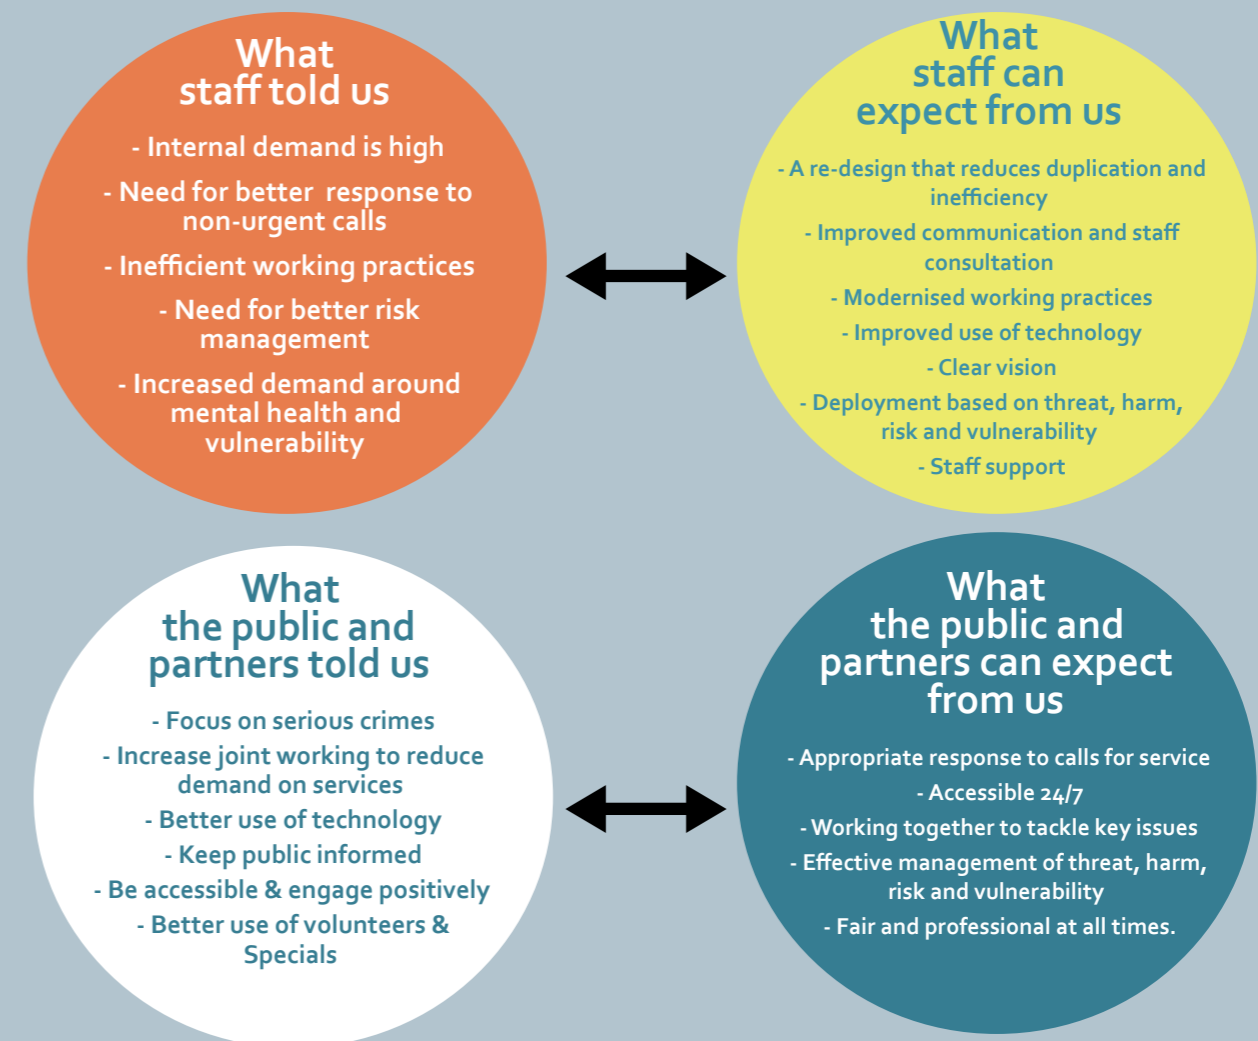 What
staff told us
- Internal demand is high
- Need for better response to
non-urgent calls
- Inefficient working practices
- Need for better risk
management
- Increased demand around
mental health and
vulnerability
What
staff can
expect from us
- A re-design that reduces duplication and
inefficiency
- Improved communication and staff
consultation
- Modernised working practices
- Improved use of technology
- Clear vision
- Deployment based on threat, harm,
risk and vulnerability
- Staff support
What
the public and
partners told us
- Focus on serious crimes
- Increase joint working to reduce
demand on services
- Better use of technology
- Keep public informed
- Be accessible & engage positively
- Better use of volunteers &
Specials
What
the public and
partners can expect
from us
- Appropriate response to calls for service
- Accessible 24/7
- Working together to tackle key issues
- Effective management of threat, harm,
risk and vulnerability
- Fair and professional at all times.